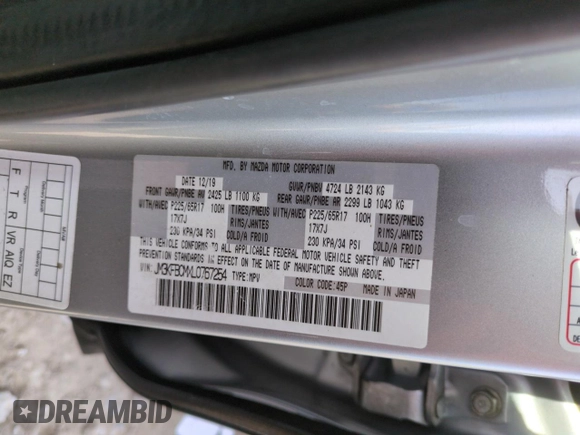 MFD. BY MAZDA MOTOR CORPORATION
DATE 12/19 GVWR/PNBV 4724 LB 2143 KG
FRONT GAWR/PNBE AV 2425 LB 1100 KG REAR GAWR/PNBE AR 2299 LB 1043 KG
WITH/AVEC P225/65R17 100H TIRES/PNEUS WITH/AVEC P225/65R17 100H TIRES/PNEUS
17X7J RIMS/JANTES 17X7J RIMS/JANTES
230 KPA/34 PSI COLD/A FROID 230 KPA/34 PSI COLD/A FROID
THIS VEHICLE CONFORMS TO ALL APPLICABLE FEDERAL MOTOR VEHICLE SAFETY AND THEFT
PREVENTION STANDARDS IN EFFECT ON THE DATE OF MANUFACTURE SHOWN ABOVE.
VIN: TYPE:MPV COLOR CODE:45P MADE IN JAPAN
F T R VR AIQ EZ
DREAMBID